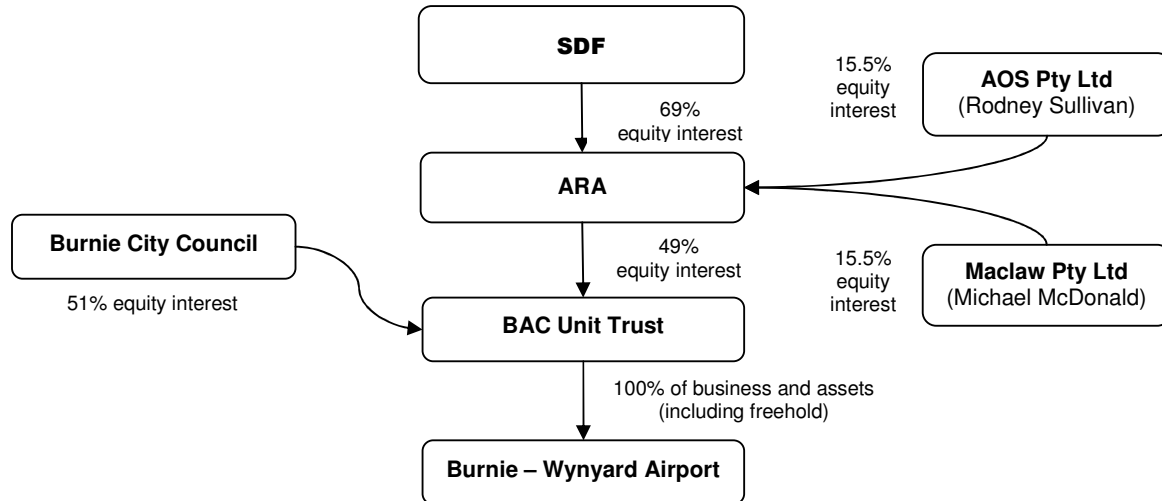 SDF
15.5%
equity
interest
AOS Pty Ltd
(Rodney Sullivan)
69%
equity interest
ARA
Burnie City Council
51% equity interest
49%
equity interest
15.5%
equity
interest
Maclaw Pty Ltd
(Michael McDonald)
BAC Unit Trust
100% of business and assets
(including freehold)
Burnie – Wynyard Airport